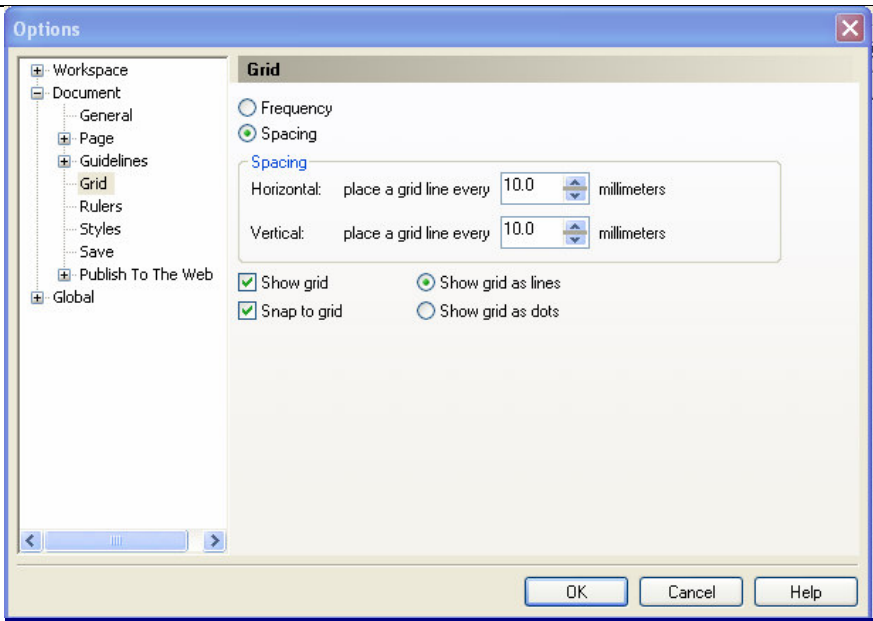 Options
Workspace
Document
General
Page
Guidelines
Grid
Rulers
Styles
Save
Publish To The Web
Global
Grid
Frequency
Spacing
Spacing
Horizontal: place a grid line every 10.0 millimeters
Vertical: place a grid line every 10.0 millimeters
Show grid Show grid as lines
Snap to grid Show grid as dots
OK Cancel Help